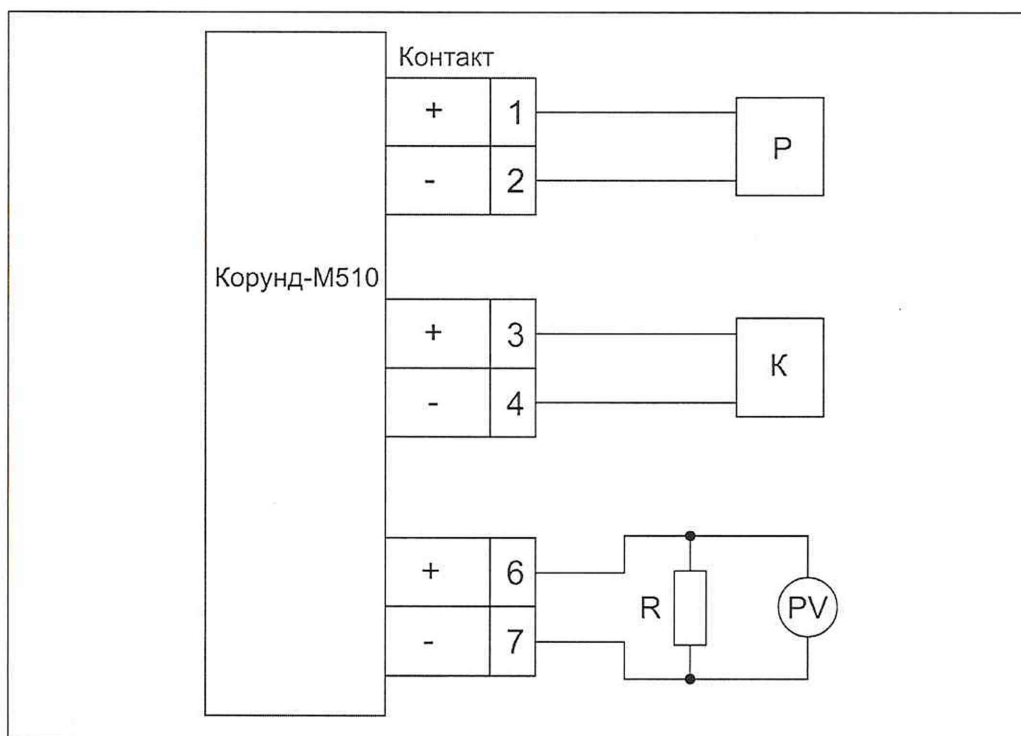 Контакт
+ 1
- 2
P
Корунд-М510
+ 3
- 4
К
+ 6
- 7
R
PV